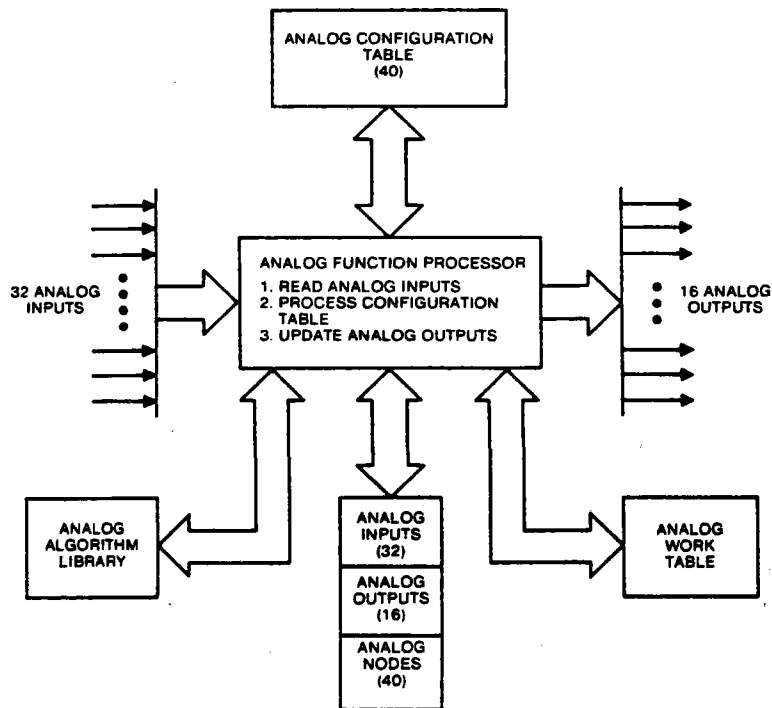 ANALOG CONFIGURATION
TABLE
(40)
ANALOG FUNCTION PROCESSOR
1. READ ANALOG INPUTS
2. PROCESS CONFIGURATION
TABLE
3. UPDATE ANALOG OUTPUTS
32 ANALOG
INPUTS
16 ANALOG
OUTPUTS
ANALOG
ALGORITHM
LIBRARY
ANALOG
INPUTS
(32)
ANALOG
OUTPUTS
(16)
ANALOG
NODES
(40)
ANALOG
WORK
TABLE